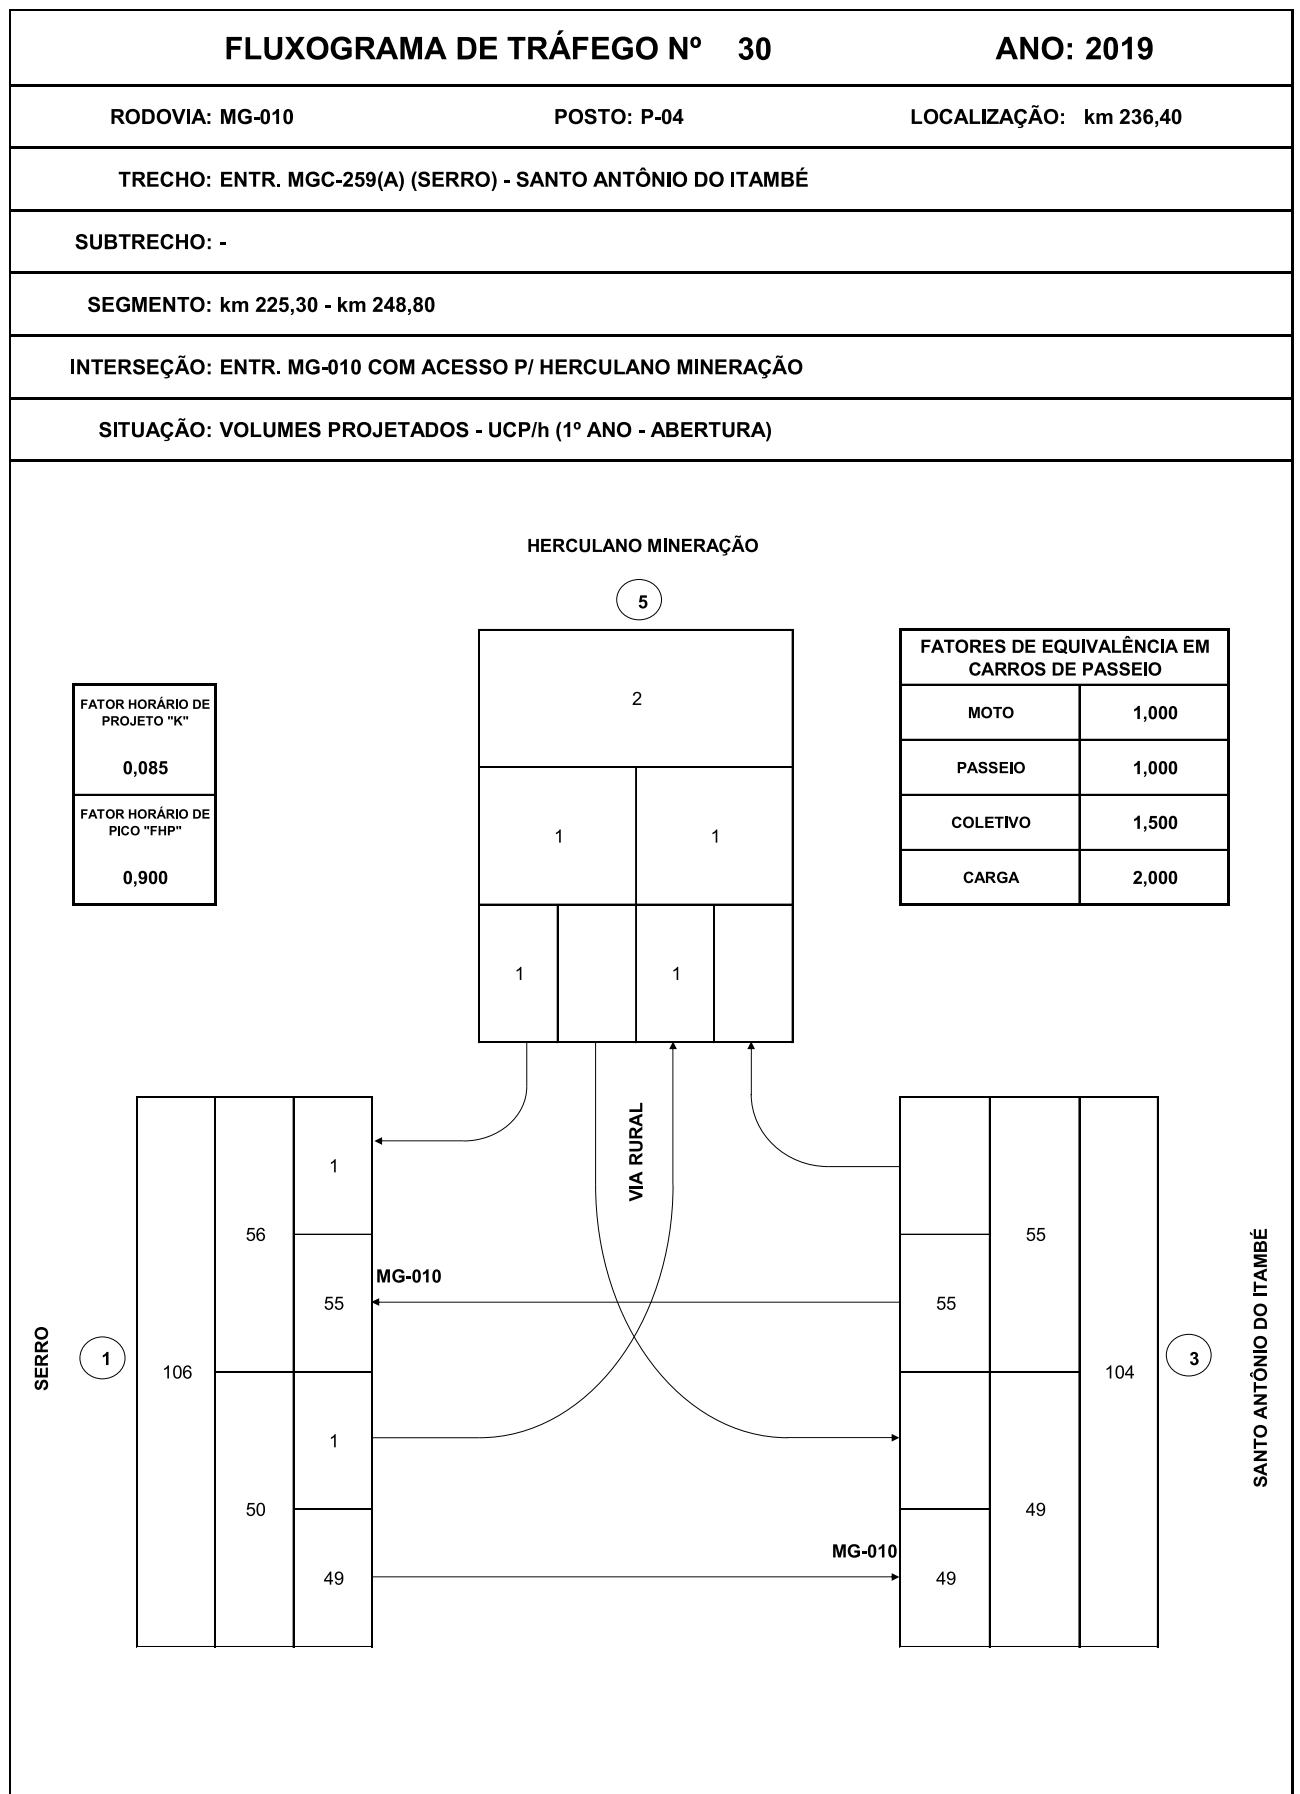 FLUXOGRAMA DE TRÁFEGO Nº 30 ANO: 2019
RODOVIA: MG-010 POSTO: P-04 LOCALIZAÇÃO: km 236,40
TRECHO: ENTR. MGC-259(A) (SERRO) - SANTO ANTÔNIO DO ITAMBÉ
SUBTRECHO: -
SEGMENTO: km 225,30 - km 248,80
INTERSEÇÃO: ENTR. MG-010 COM ACESSO P/ HERCULANO MINERAÇÃO
SITUAÇÃO: VOLUMES PROJETADOS - UCP/h (1º ANO - ABERTURA)
HERCULANO MINERAÇÃO
5
FATOR HORÁRIO DE
PROJETO "K"
0,085
FATOR HORÁRIO DE
PICO "FHP"
0,900
2
1 1
1 1
FATORES DE EQUIVALÊNCIA EM
CARROS DE PASSEIO
MOTO 1,000
PASSEIO 1,000
COLETIVO 1,500
CARGA 2,000
VIA RURAL
SERRO
1
106
56
50
1
55
1
49
MG-010
MG-010
55
49
55
49
104
3
SANTO ANTÔNIO DO ITAMBÉ